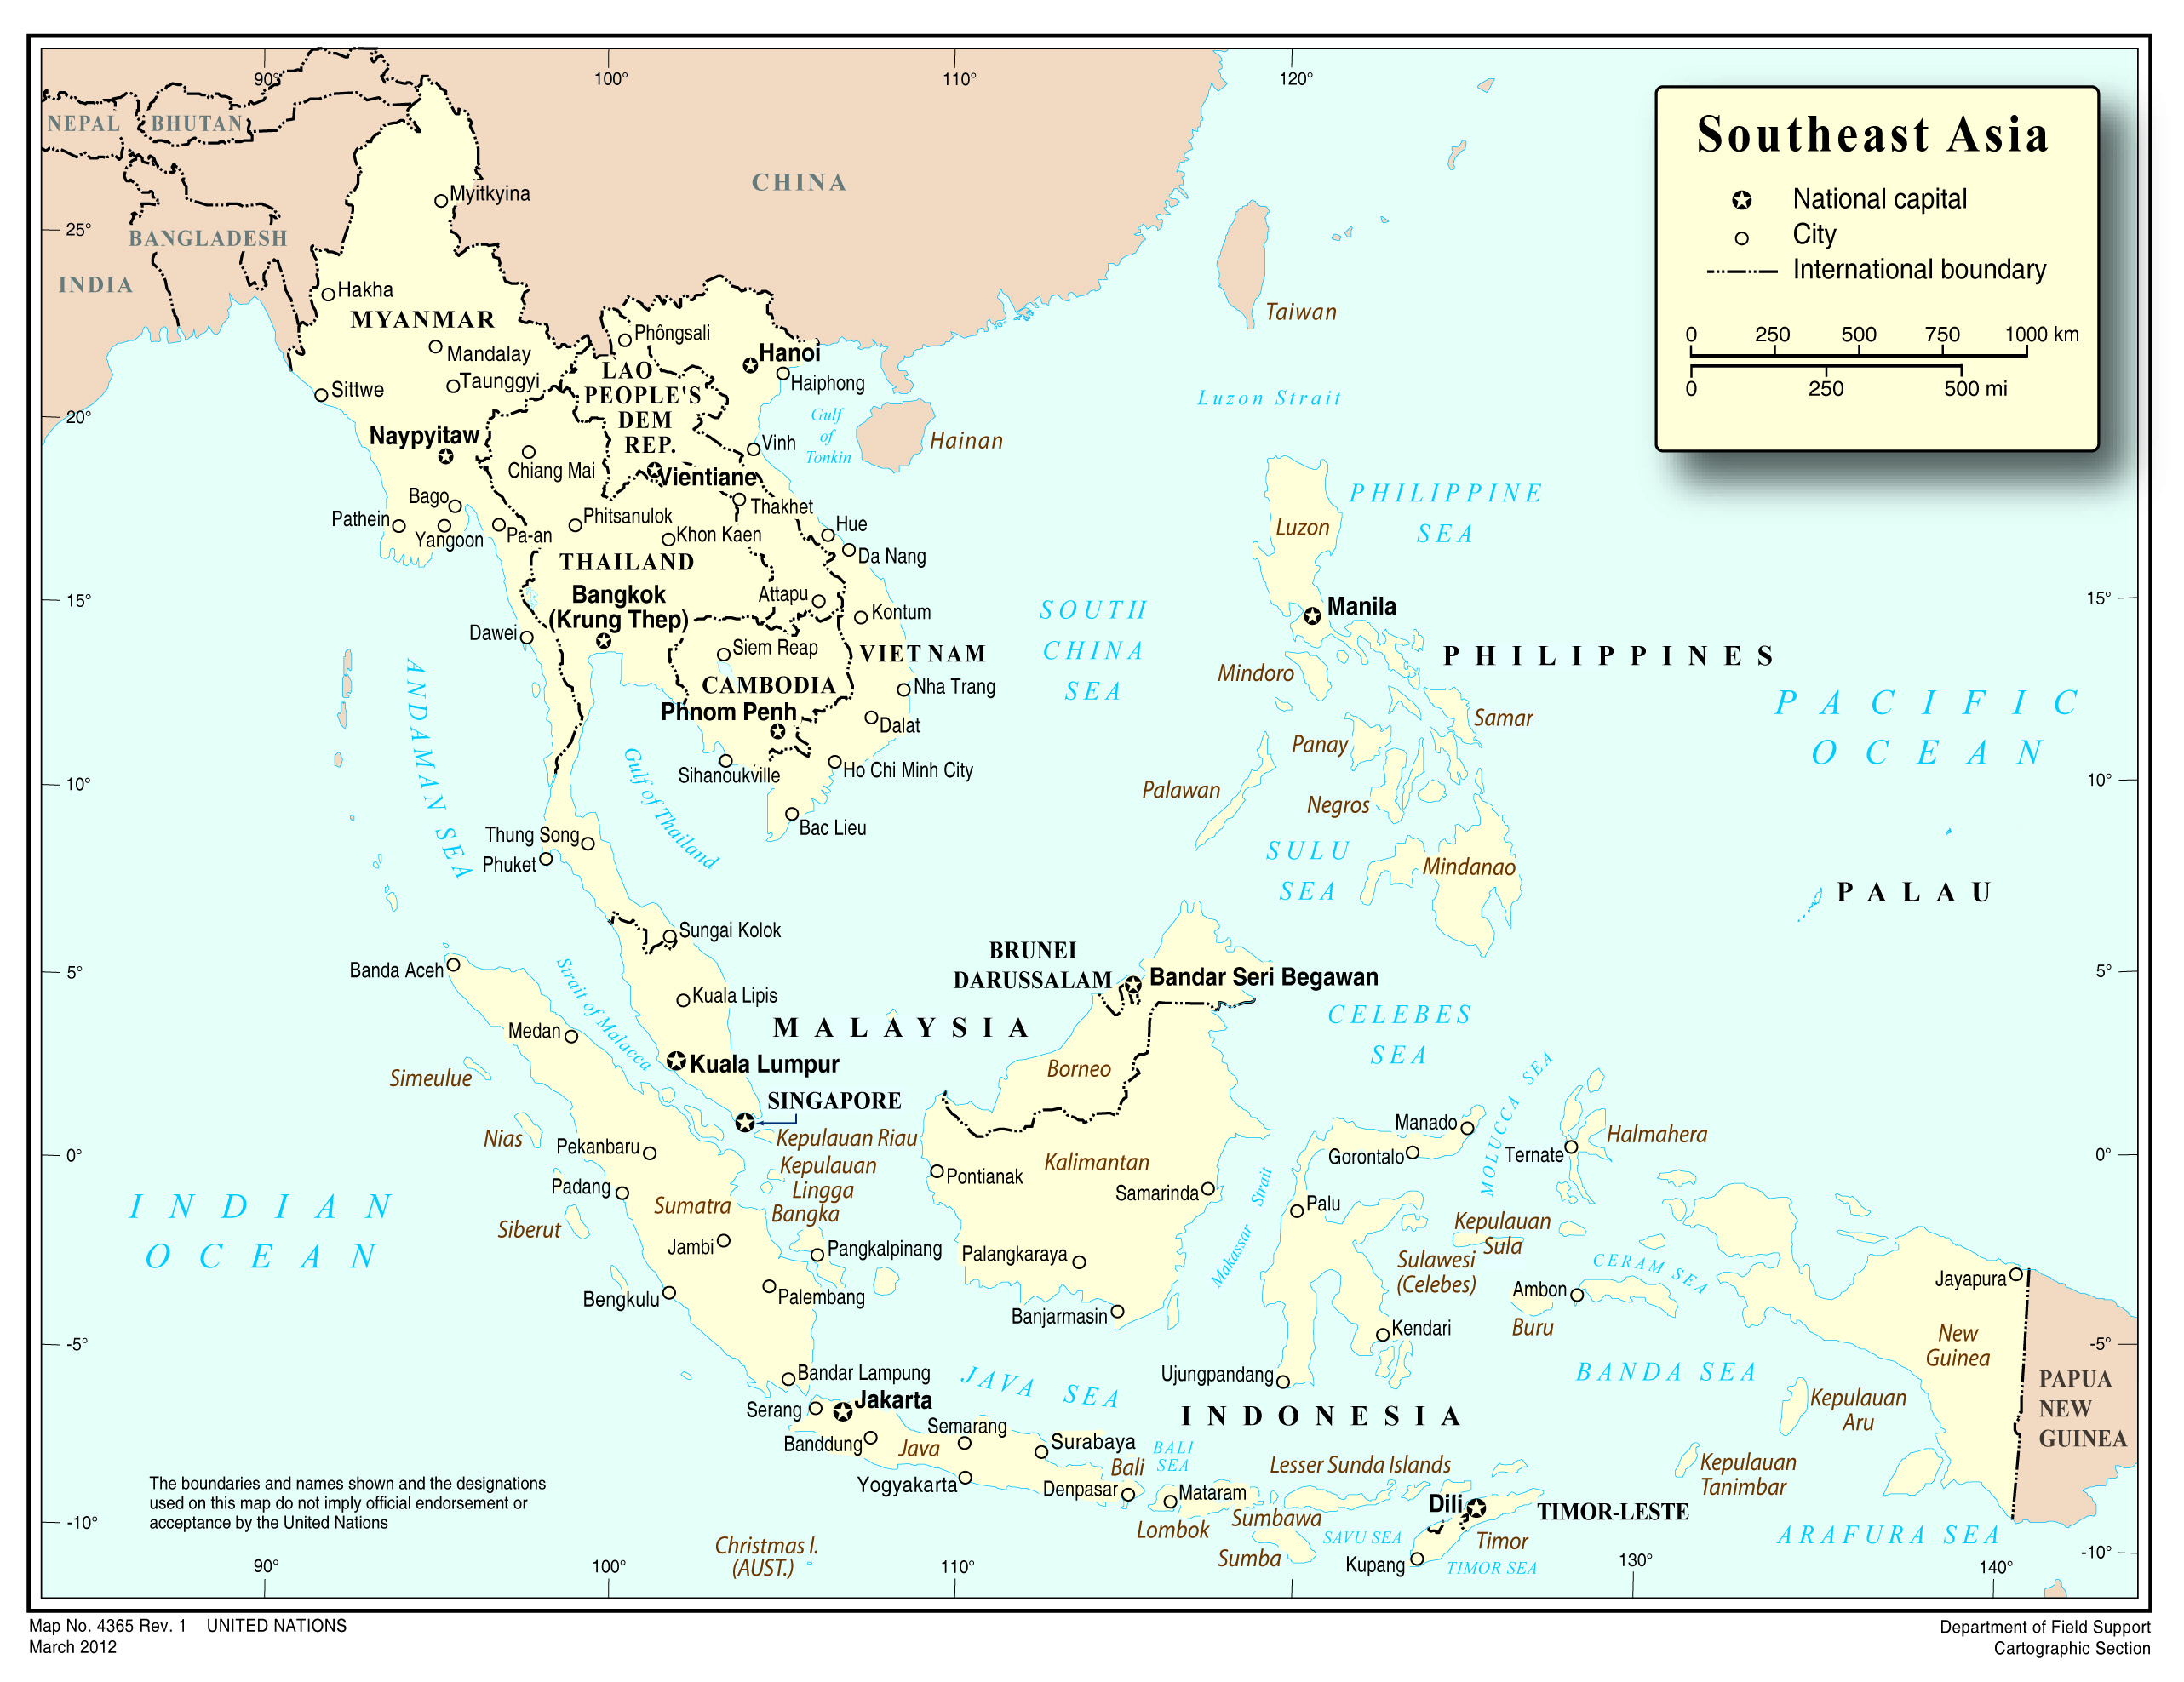 90°
100°
110°
120°
NEPAL
BHUTAN
CHINA
BANGLADESH
INDIA
25°
20°
15°
10°
5°
0°
-5°
-10°
Southeast Asia
National capital
City
International boundary
0 250 500 750 1000 km
0 250 500 mi
Myitkyina
Hakha
MYANMAR
Mandalay
Taunggyi
Sittwe
Naypyitaw
Bago
Pathein
Yangoon
Pa-an
Dawei
Phôngsali
LAO
PEOPLE'S
DEM
REP.
Vientiane
Thakhet
Attapu
Hanoi
Haiphong
Gulf
of
Tonkin
Hainan
Vinh
Hue
Da Nang
Kontum
VIET NAM
Nha Trang
Dalat
Ho Chi Minh City
Bac Lieu
Chiang Mai
Phitsanulok
Khon Kaen
THAILAND
Bangkok
(Krung Thep)
Siem Reap
CAMBODIA
Phnom Penh
Sihanoukville
Gulf of Thailand
ANDAMAN SEA
Thung Song
Phuket
Sungai Kolok
Taiwan
Luzon Strait
PHILIPPINE
SEA
Luzon
Manila
SOUTH
CHINA
SEA
PHILIPPINES
Mindoro
Samar
Panay
Palawan
Negros
SULU
SEA
Mindanao
PACIFIC
OCEAN
PALAU
15°
10°
5°
0°
-5°
-10°
Banda Aceh
Strait of Malacca
Kuala Lipis
Medan
MALAYSIA
Kuala Lumpur
SINGAPORE
BRUNEI
DARUSSALAM
Bandar Seri Begawan
CELEBES
SEA
Borneo
Simeulue
Nias
Pekanbaru
Padang
Siberut
Sumatra
Jambi
Bengkulu
Palembang
Kepulauan Riau
Kepulauan
Lingga
Bangka
Pangkalpinang
Bandar Lampung
INDIAN
OCEAN
Pontianak
Kalimantan
Samarinda
Palangkaraya
Banjarmasin
Makassar Strait
Manado
Gorontalo
Palu
MOLUCCA SEA
Ternate
Halmahera
Kepulauan
Sula
Sulawesi
(Celebes)
Kendari
Ujungpandang
CERAM SEA
Ambon
Buru
BANDA SEA
Jayapura
New
Guinea
PAPUA
NEW
GUINEA
Kepulauan
Aru
Kepulauan
Tanimbar
ARAFURA SEA
JAVA SEA
INDONESIA
Serang
Jakarta
Banddung
Java
Semarang
Surabaya
Yogyakarta
BALI
SEA
Bali
Denpasar
Mataram
Lombok
Lesser Sunda Islands
Sumbawa
Sumba
SAVU SEA
Dili
TIMOR-LESTE
Timor
Kupang
TIMOR SEA
Christmas I.
(AUST.)
The boundaries and names shown and the designations
used on this map do not imply official endorsement or
acceptance by the United Nations
90°
100°
110°
130°
140°
Map No. 4365 Rev. 1 UNITED NATIONS
March 2012
Department of Field Support
Cartographic Section